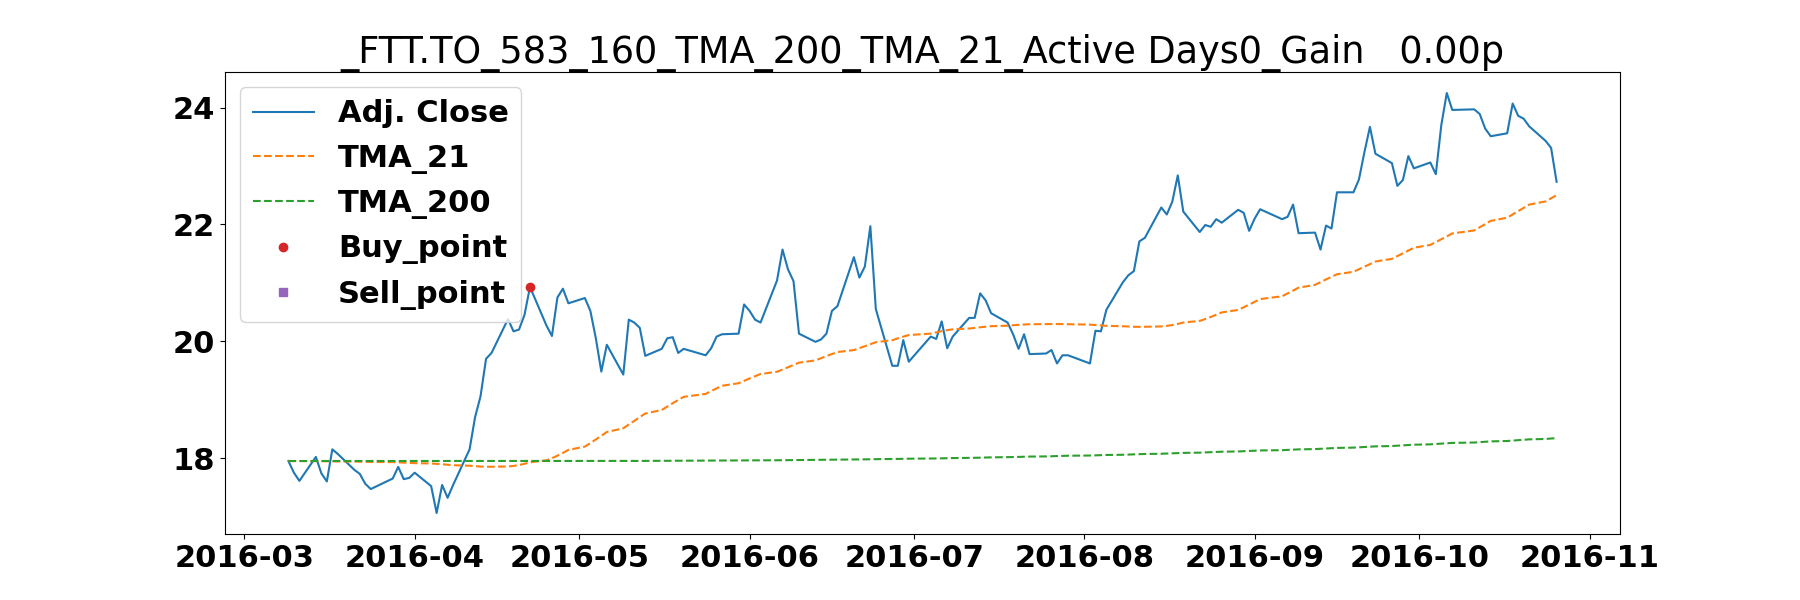 _FTT.TO_583_160_TMA_200_TMA_21_Active Days0_Gain   0.00p
24
22
20
18
Adj. Close
TMA_21
TMA_200
Buy_point
Sell_point
2016-03 2016-04 2016-05 2016-06 2016-07 2016-08 2016-09 2016-10 2016-11